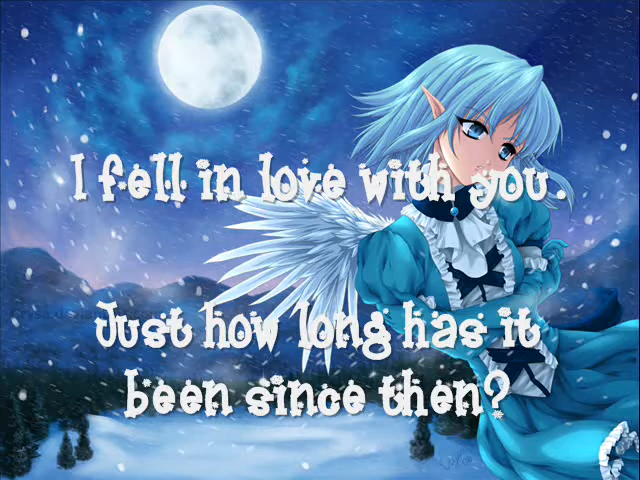 I fell in love with you.
Just how long has it
been since then?